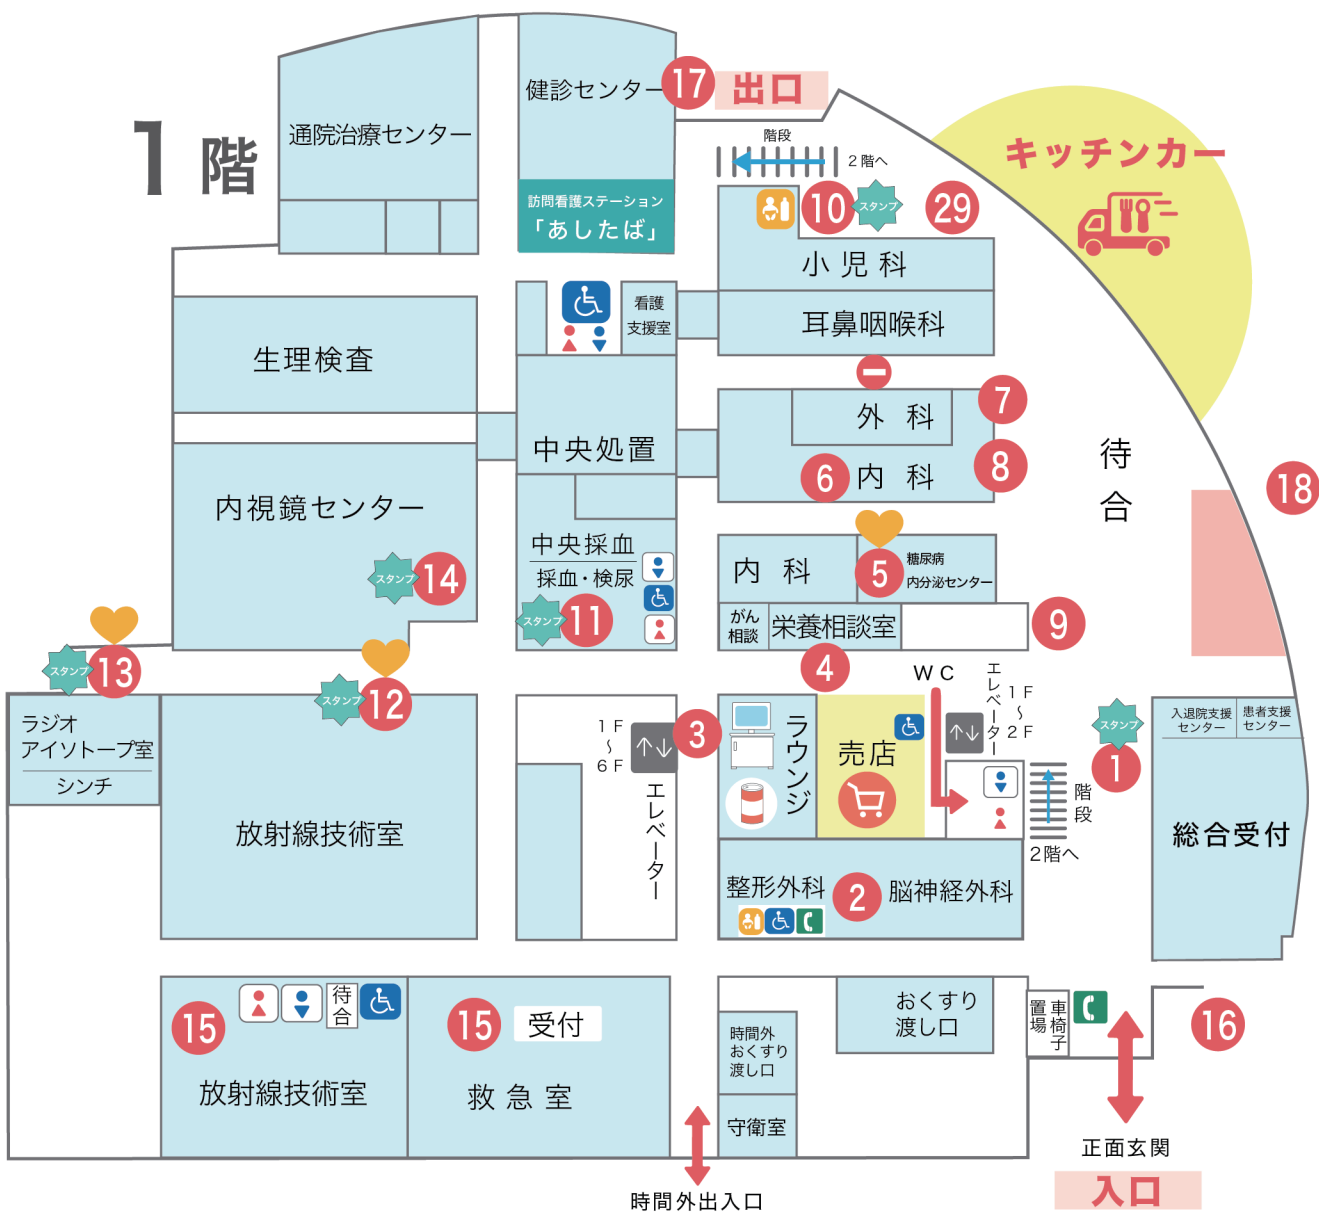 1階
通院治療センター
健診センター
17
出口
訪問看護ステーション
「あしたば」
階段
2階へ
キッチンカー
10
スタンプ
29
小児科
耳鼻咽喉科
看護
支援室
生理検査
中央処置
外科
7
6
内科
8
待合
18
内視鏡センター
スタンプ
14
中央採血
採血・検尿
スタンプ
11
内科
5
糖尿病
内分泌センター
がん
相談
栄養相談室
9
4
スタンプ
13
スタンプ
12
ラジオ
アイソトープ室
シンチ
放射線技術室
1F
~
6F
エレベーター
3
ラウンジ
売店
WC
エレベーター
1F
~
2F
階段
2階へ
スタンプ
1
入退院支援
センター
患者支援
センター
総合受付
整形外科
2
脳神経外科
15
待合
放射線技術室
15
受付
救急室
時間外
おくすり
渡し口
守衛室
おくすり
渡し口
車椅子
置場
16
時間外出入口
正面玄関
入口